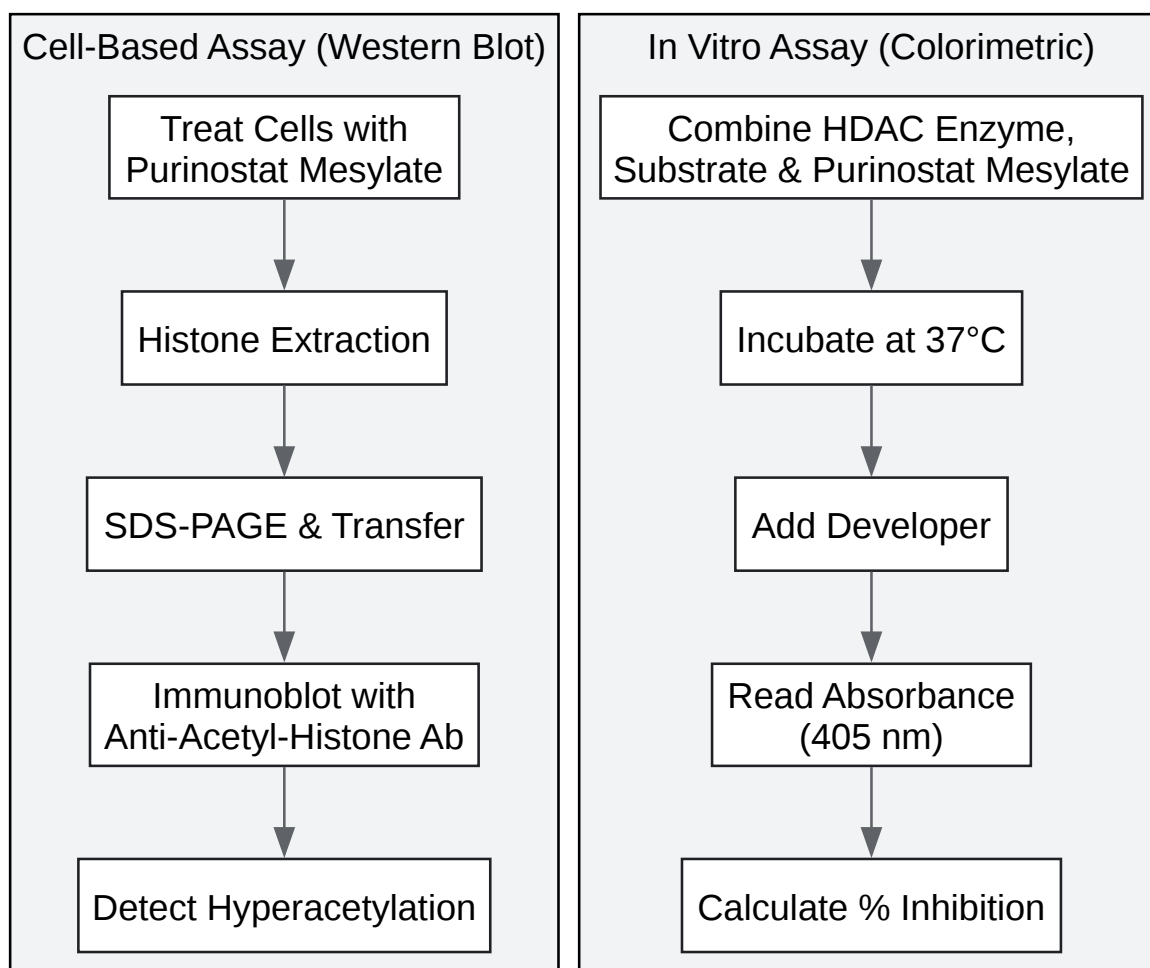 Cell-Based Assay (Western Blot)
Treat Cells with
Purinostat Mesylate
Histone Extraction
SDS-PAGE & Transfer
Immunoblot with
Anti-Acetyl-Histone Ab
Detect Hyperacetylation
In Vitro Assay (Colorimetric)
Combine HDAC Enzyme,
Substrate & Purinostat Mesylate
Incubate at 37°C
Add Developer
Read Absorbance
(405 nm)
Calculate % Inhibition